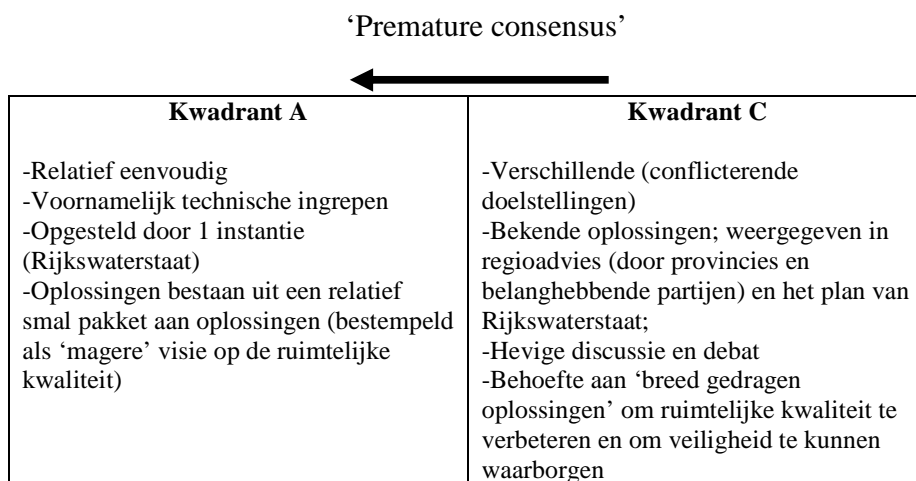 ‘Premature consensus’
Kwadrant A
-Relatief eenvoudig
-Voornamelijk technische ingrepen
-Opgesteld door 1 instantie
(Rijkswaterstaat)
-Oplossingen bestaan uit een relatief
smal pakket aan oplossingen (bestempeld
als ‘magere’ visie op de ruimtelijke
kwaliteit)
Kwadrant C
-Verschillende (conflicterende
doelstellingen)
-Bekende oplossingen; weergegeven in
regioadvies (door provincies en
belanghebbende partijen) en het plan van
Rijkswaterstaat;
-Hevige discussie en debat
-Behoefte aan ‘breed gedragen
oplossingen’ om ruimtelijke kwaliteit te
verbeteren en om veiligheid te kunnen
waarborgen